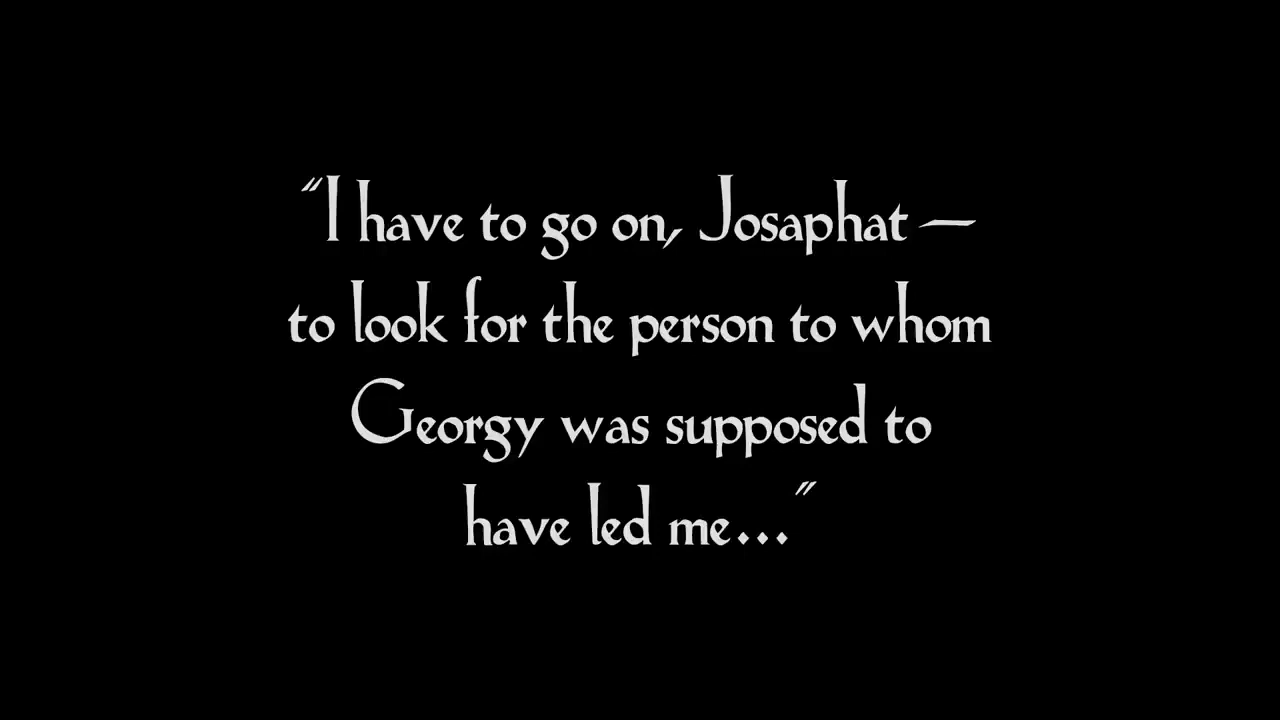 “I have to go on, Josaphat —
to look for the person to whom
Georgy was supposed to
have led me...”